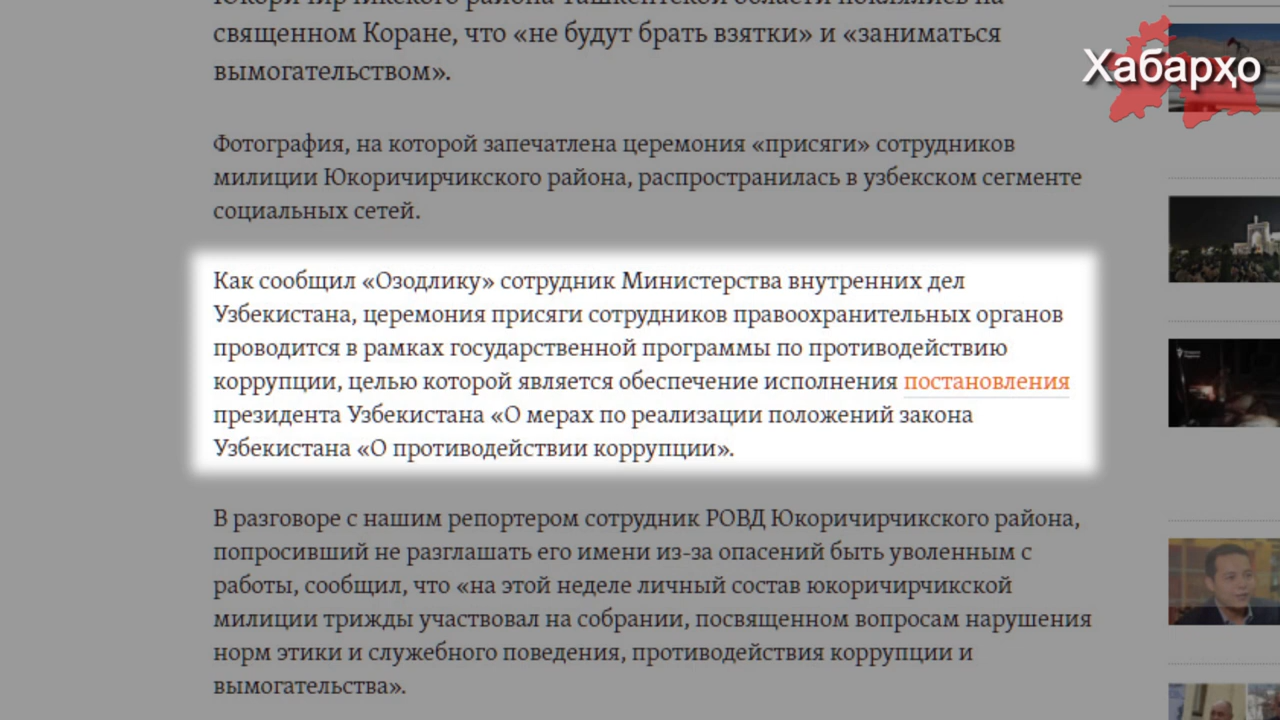 Юкоричирчикского района Ташкентской области поклялись на
священном Коране, что «не будут брать взятки» и «заниматься
вымогательством».
Хабарҳо
Фотография, на которой запечатлена церемония «присяги» сотрудников
милиции Юкоричирчикского района, распространилась в узбекском сегменте
социальных сетей.
Как сообщил «Озодлику» сотрудник Министерства внутренних дел
Узбекистана, церемония присяги сотрудников правоохранительных органов
проводится в рамках государственной программы по противодействию
коррупции, целью которой является обеспечение исполнения постановления
президента Узбекистана «О мерах по реализации положений закона
Узбекистана «О противодействии коррупции».
В разговоре с нашим репортером сотрудник РОВД Юкоричирчикского района,
попросивший не разглашать его имени из-за опасений быть уволенным с
работы, сообщил, что «на этой неделе личный состав юкоричирчикской
милиции трижды участвовал на собрании, посвященном вопросам нарушения
норм этики и служебного поведения, противодействия коррупции и
вымогательства».